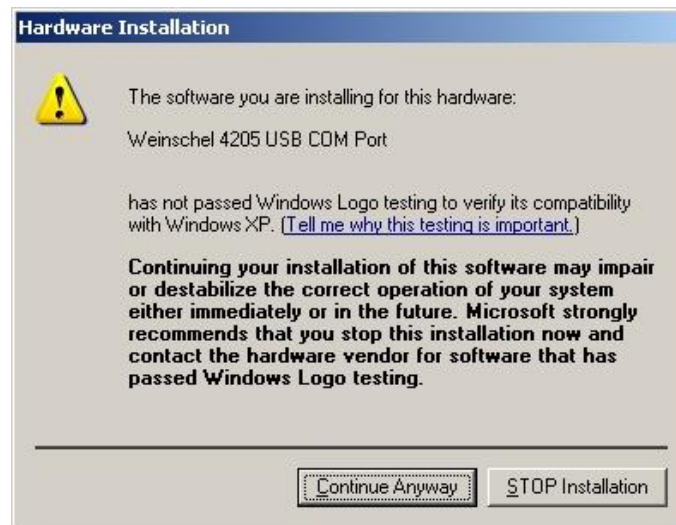 Hardware Installation
The software you are installing for this hardware:
Weinschel 4205 USB COM Port
has not passed Windows Logo testing to verify its compatibility
with Windows XP. (Tell me why this testing is important.)
Continuing your installation of this software may impair
or destabilize the correct operation of your system
either immediately or in the future. Microsoft strongly
recommends that you stop this installation now and
contact the hardware vendor for software that has
passed Windows Logo testing.
Continue Anyway STOP Installation